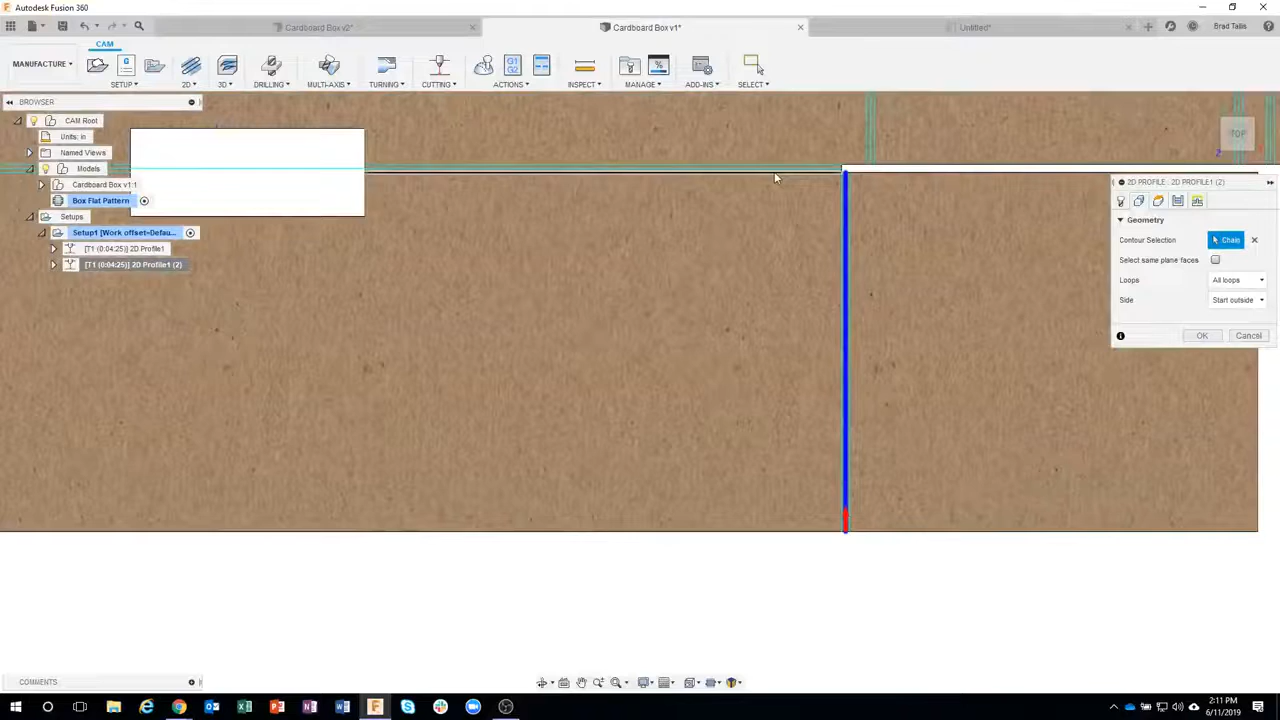 Autodesk Fusion 360
Cardboard Box v2*
Cardboard Box v1*
Untitled*
Brad Tallis
CAM
MANUFACTURE
G
G1
G2
%
SETUP
2D
3D
DRILLING
MULTI-AXIS
TURNING
CUTTING
ACTIONS
INSPECT
MANAGE
ADD-INS
SELECT
BROWSER
CAM Root
Units: in
Named Views
Models
Cardboard Box v1:1
Box Flat Pattern
Setups
Setup1 [Work offset=Defau...
[T1 (0:04:25)] 2D Profile1
[T1 (0:04:25)] 2D Profile1 (2)
TOP
Z
2D PROFILE : 2D PROFILE1 (2)
Geometry
Contour Selection
Chain
Select same plane faces
Loops
All loops
Side
Start outside
OK
Cancel
COMMENTS
2:11 PM
6/11/2019